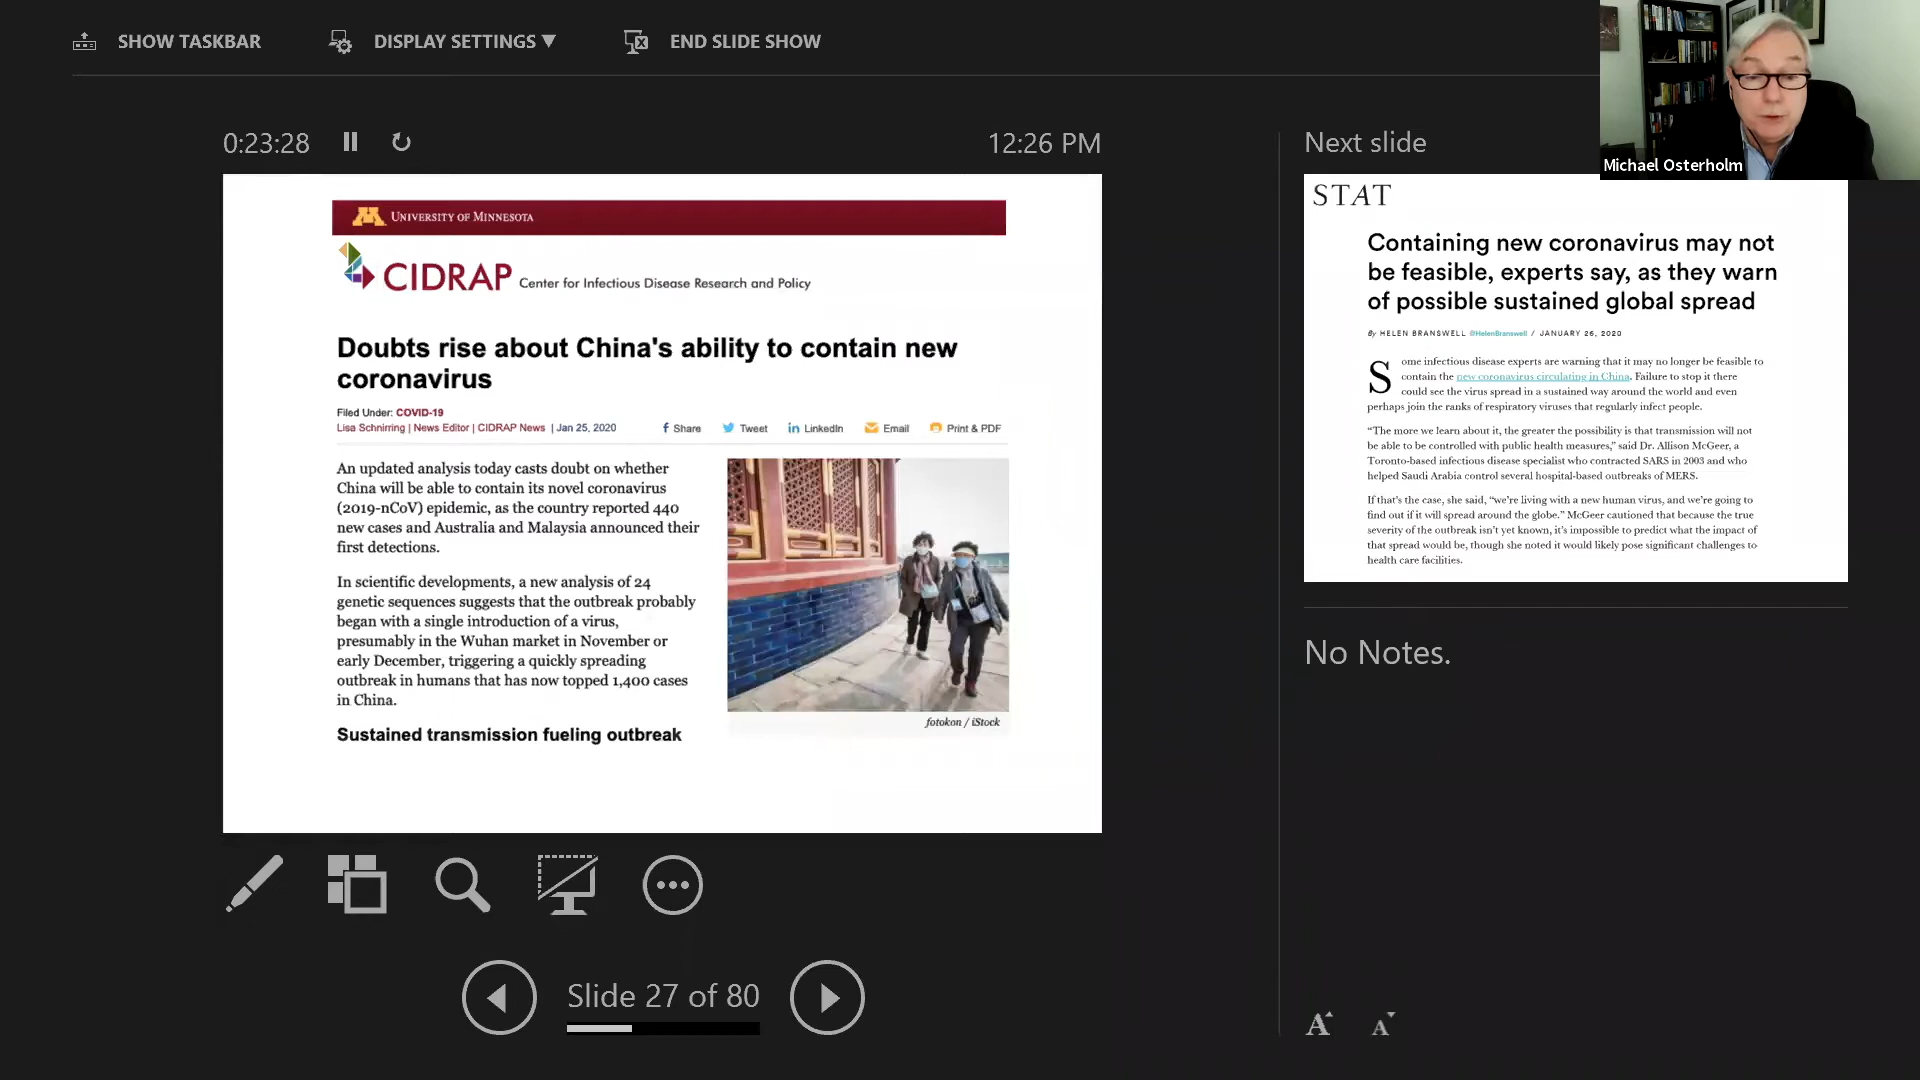 SHOW TASKBAR
DISPLAY SETTINGS ▼
END SLIDE SHOW
Michael Osterholm
0:23:28
12:26 PM
UNIVERSITY OF MINNESOTA
CIDRAP Center for Infectious Disease Research and Policy
Doubts rise about China's ability to contain new
coronavirus
Filed Under: COVID-19
Lisa Schnirring | News Editor | CIDRAP News | Jan 25, 2020
Share
Tweet
LinkedIn
Email
Print & PDF
An updated analysis today casts doubt on whether
China will be able to contain its novel coronavirus
(2019-nCoV) epidemic, as the country reported 440
new cases and Australia and Malaysia announced their
first detections.
In scientific developments, a new analysis of 24
genetic sequences suggests that the outbreak probably
began with a single introduction of a virus,
presumably in the Wuhan market in November or
early December, triggering a quickly spreading
outbreak in humans that has now topped 1,400 cases
in China.
fotokon / iStock
Sustained transmission fueling outbreak
Slide 27 of 80
Next slide
STAT
Containing new coronavirus may not
be feasible, experts say, as they warn
of possible sustained global spread
By HELEN BRANSWELL @HelenBranswell / JANUARY 26, 2020
Some infectious disease experts are warning that it may no longer be feasible to
contain the new coronavirus circulating in China. Failure to stop it there
could see the virus spread in a sustained way around the world and even
perhaps join the ranks of respiratory viruses that regularly infect people.
“The more we learn about it, the greater the possibility is that transmission will not
be able to be controlled with public health measures,” said Dr. Allison McGeer, a
Toronto-based infectious disease specialist who contracted SARS in 2003 and who
helped Saudi Arabia control several hospital-based outbreaks of MERS.
If that’s the case, she said, “we’re living with a new human virus, and we’re going to
find out if it will spread around the globe.” McGeer cautioned that because the true
severity of the outbreak isn’t yet known, it’s impossible to predict what the impact of
that spread would be, though she noted it would likely pose significant challenges to
health care facilities.
No Notes.
A A